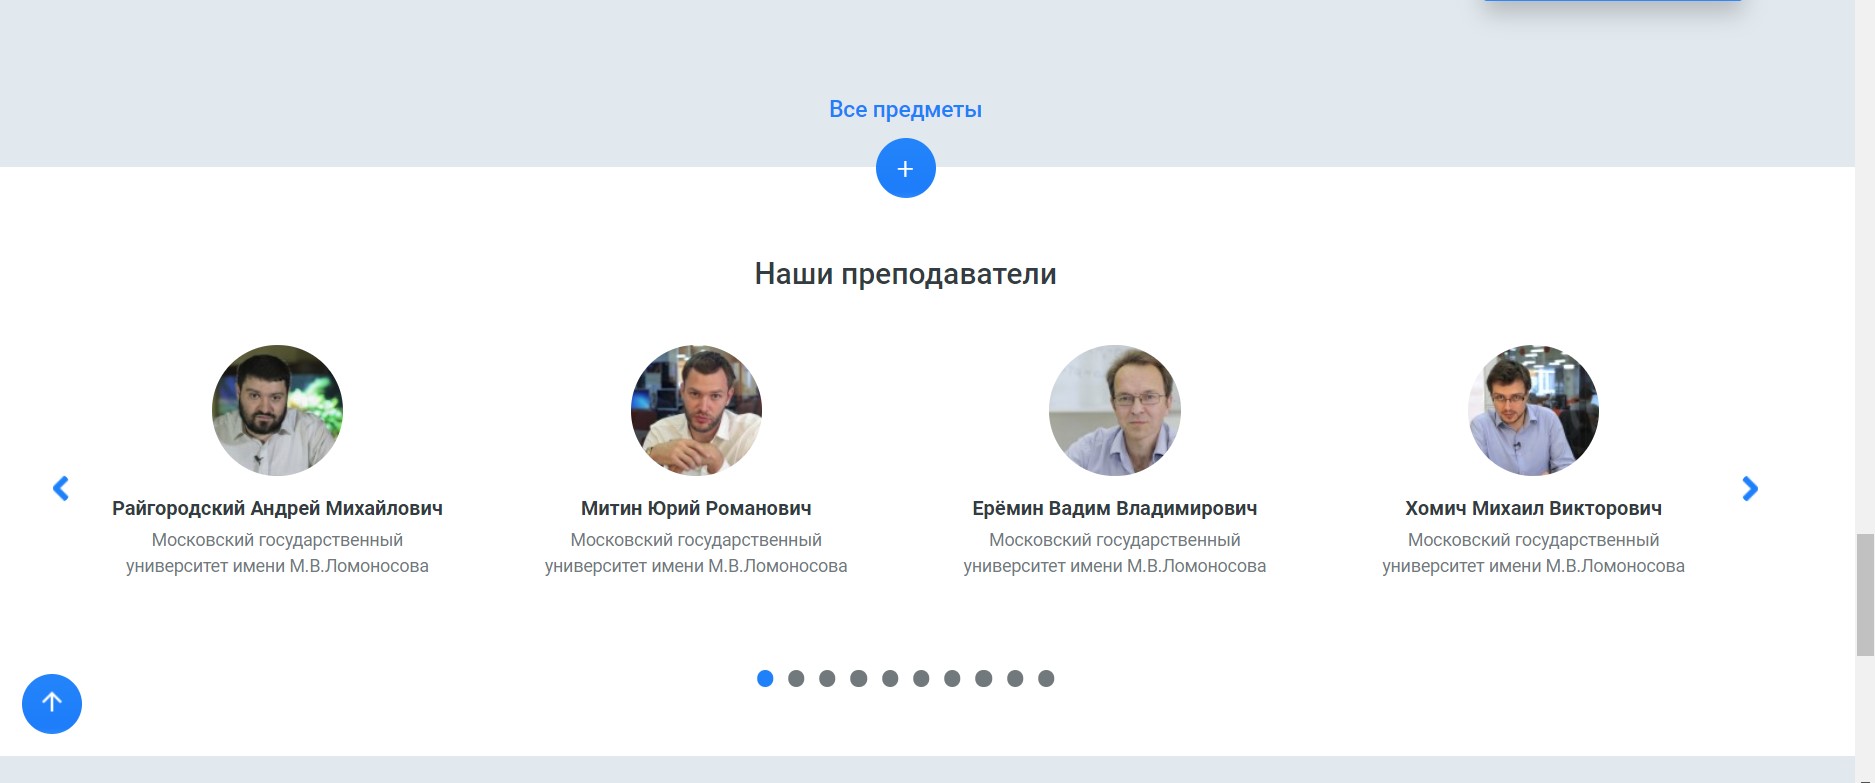 Все предметы
+
Наши преподаватели
Райгородский Андрей Михайлович
Московский государственный
университет имени М.В.Ломоносова
Митин Юрий Романович
Московский государственный
университет имени М.В.Ломоносова
Ерёмин Вадим Владимирович
Московский государственный
университет имени М.В.Ломоносова
Хомич Михаил Викторович
Московский государственный
университет имени М.В.Ломоносова